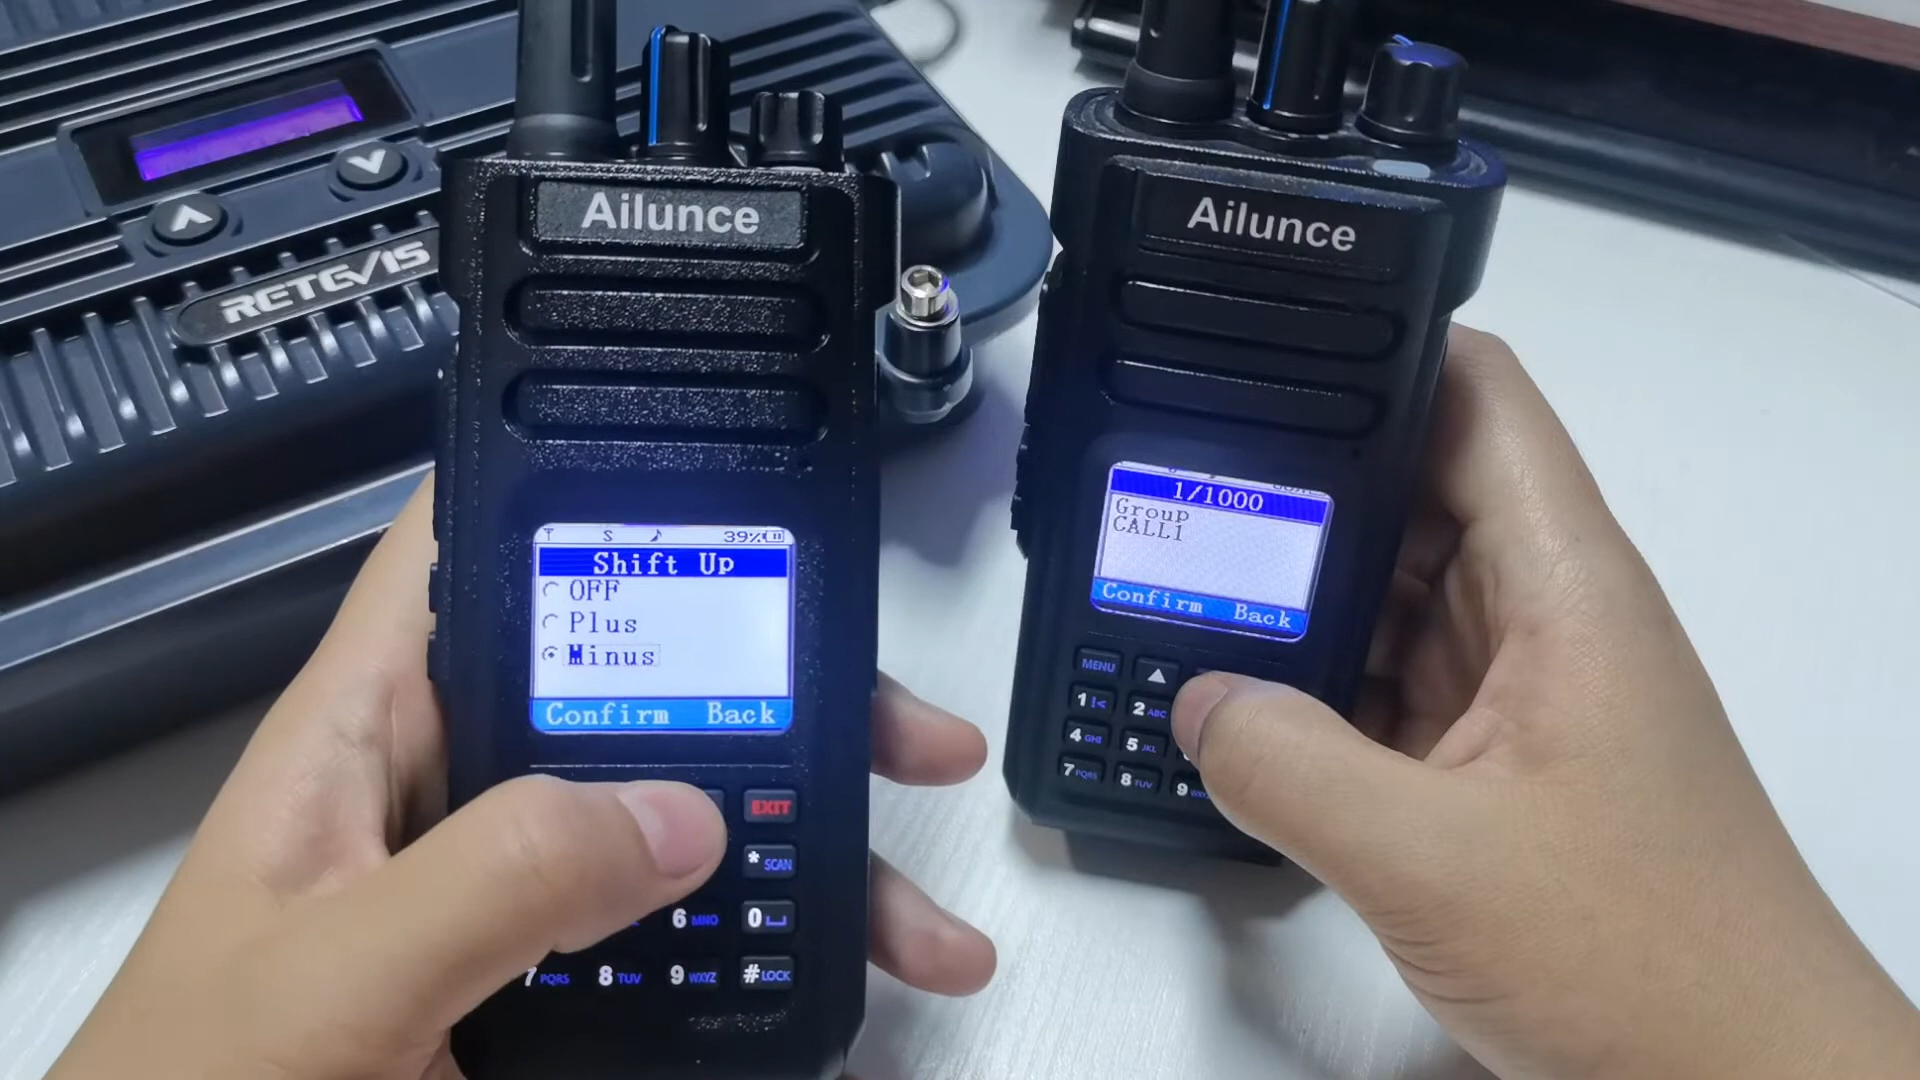 RETEVIS
Ailunce
39%
Shift Up
OFF
Plus
Minus
Confirm Back
EXIT
* SCAN
6 MNO 0
7 PQRS 8 TUV 9 WXYZ # LOCK
Ailunce
1/1000
Group
CALL1
Confirm Back
MENU
1 2 ABC
4 GHI 5 JKL
7 PQRS 8 TUV 9